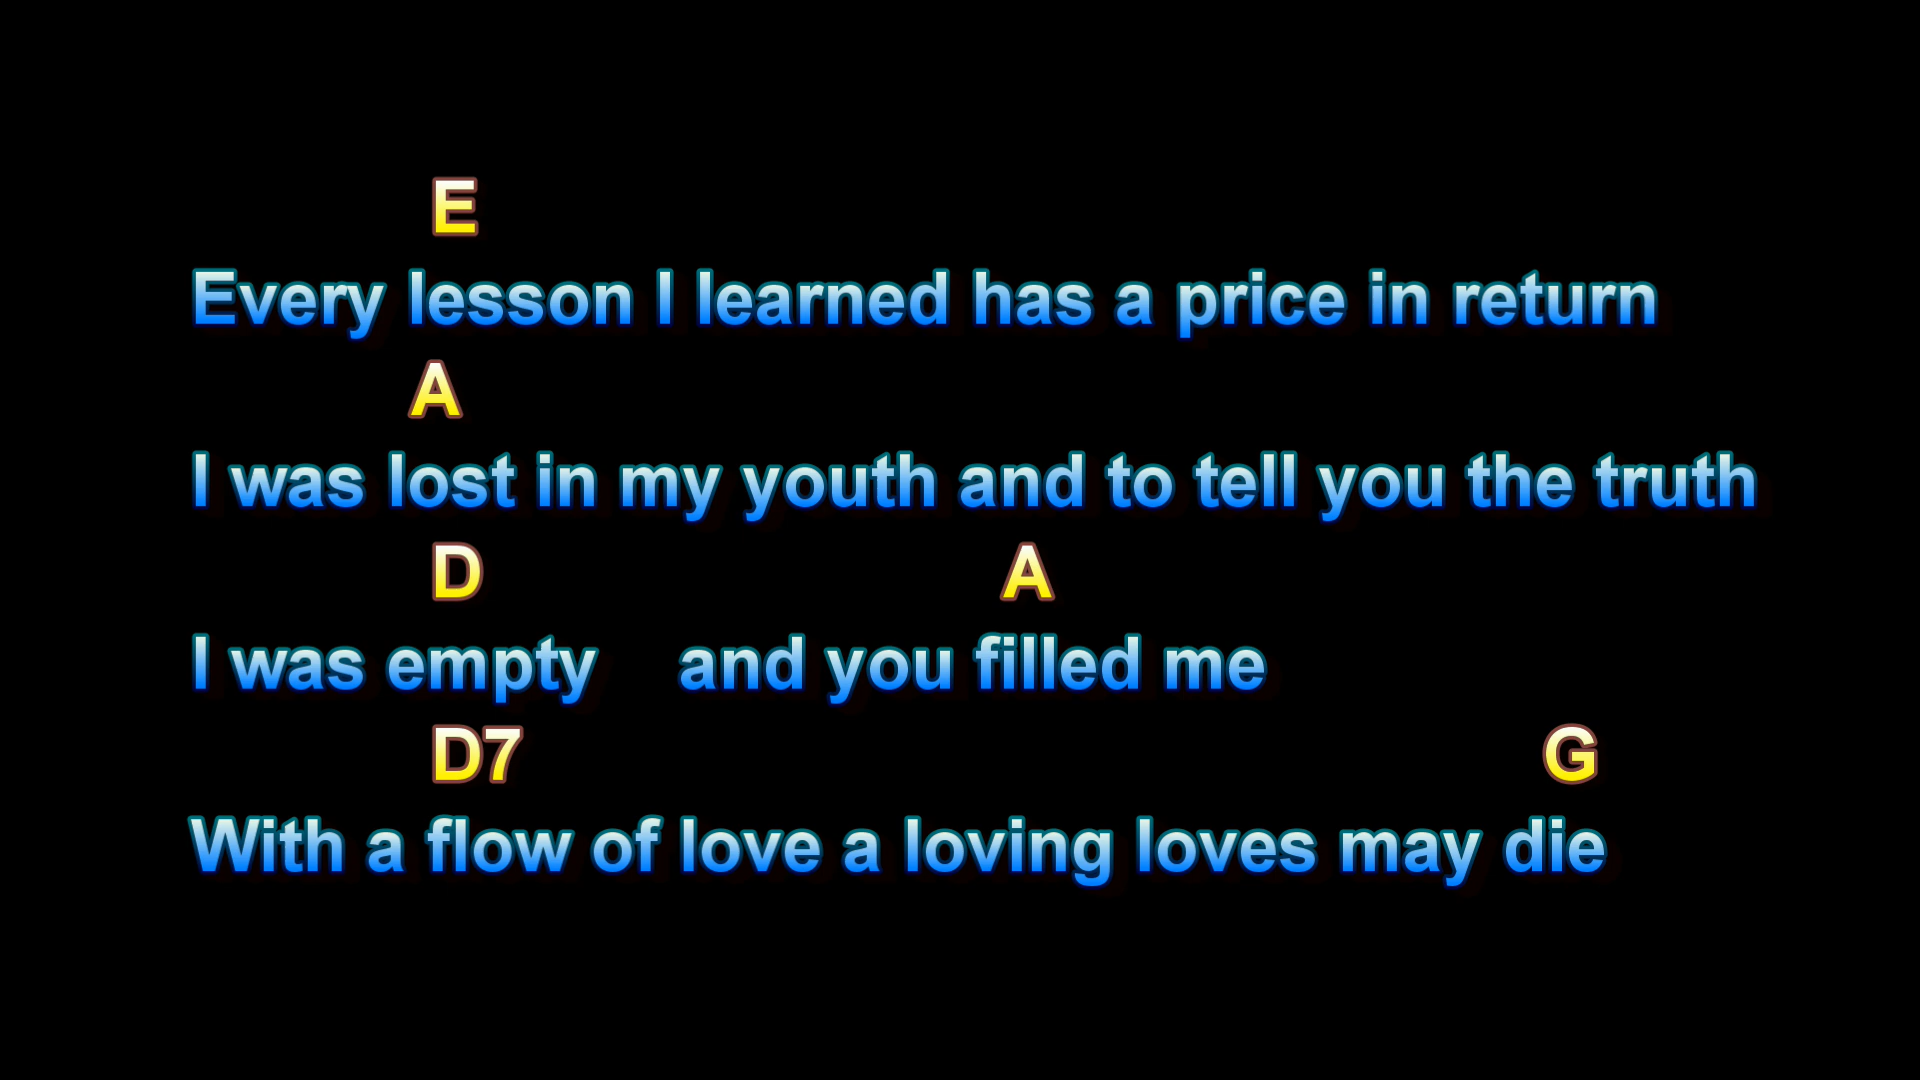 E
Every lesson I learned has a price in return
A
I was lost in my youth and to tell you the truth
D A
I was empty and you filled me
D7 G
With a flow of love a loving loves may die